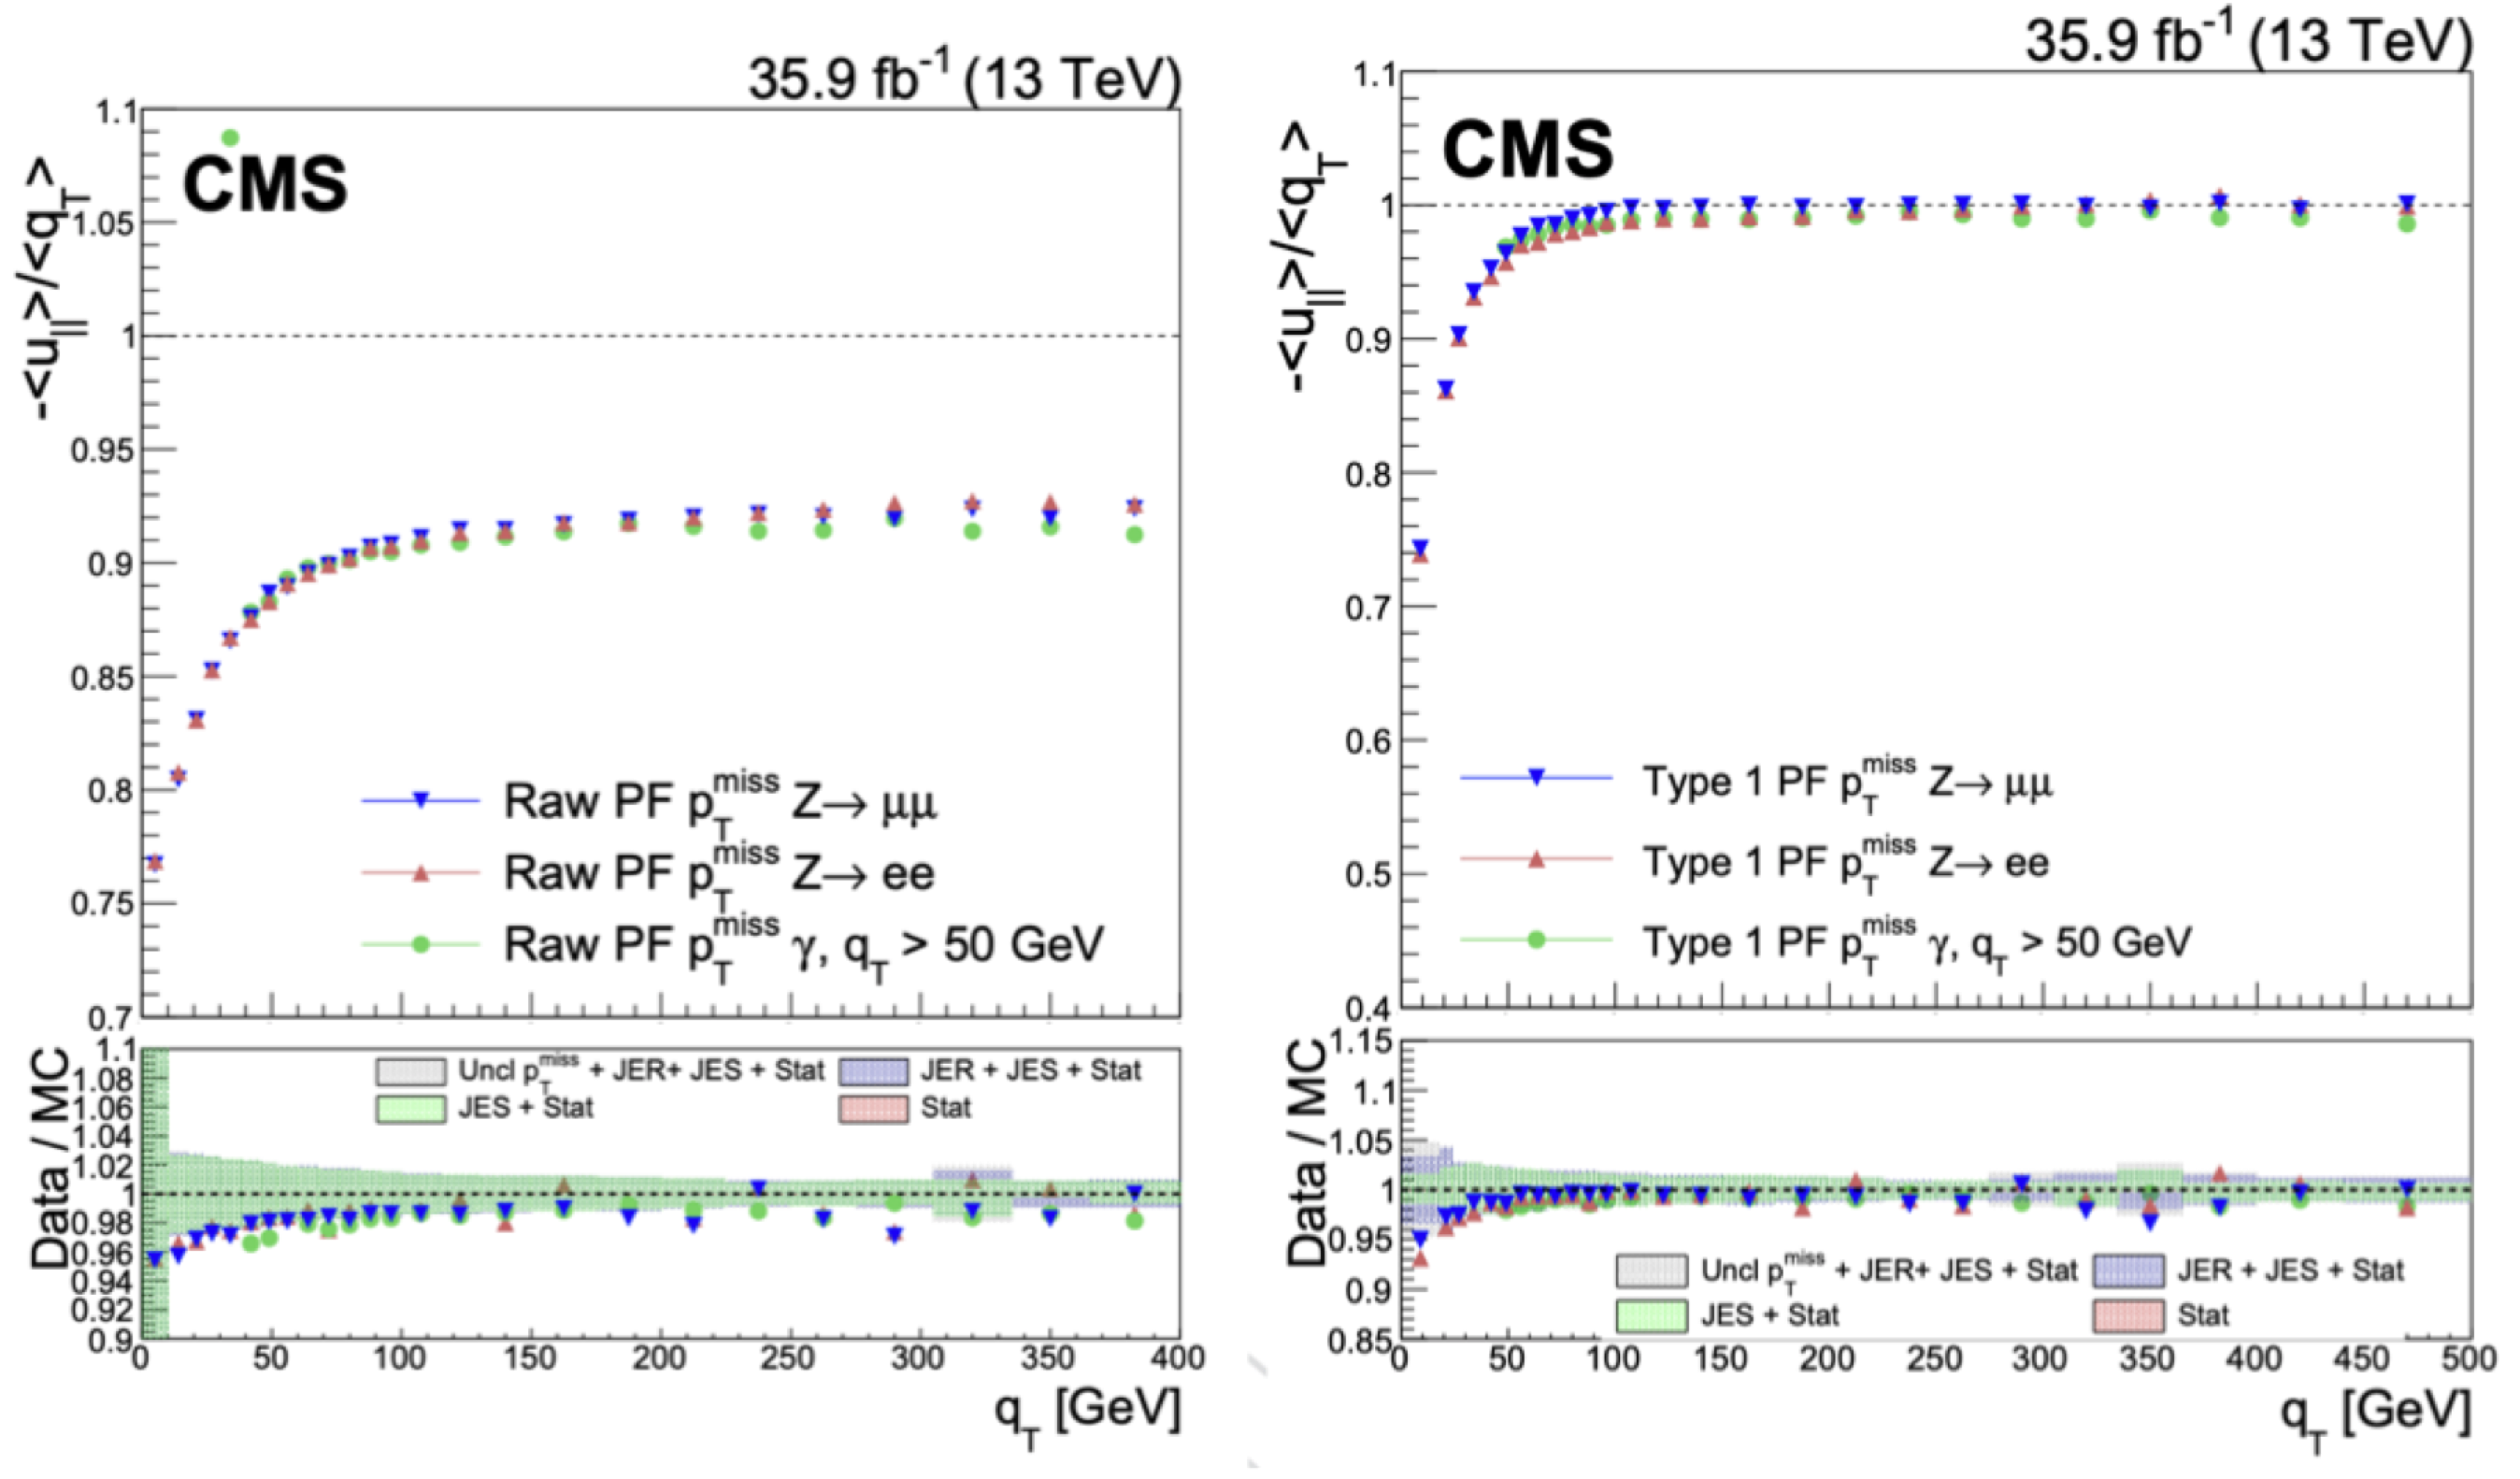 35.9 fb-1 (13 TeV)
CMS
-<u||>/<qT>
1.1
1.05
1
0.95
0.9
0.85
0.8
0.75
0.7
Raw PF pTmiss Z→ μμ
Raw PF pTmiss Z→ ee
Raw PF pTmiss γ, qT > 50 GeV
Data / MC
1.1
1.08
1.06
1.04
1.02
1
0.98
0.96
0.94
0.92
0.9
Uncl pTmiss + JER+ JES + Stat
JER + JES + Stat
JES + Stat
Stat
0 50 100 150 200 250 300 350 400
qT [GeV]
35.9 fb-1 (13 TeV)
CMS
-<u||>/<qT>
1.1
1
0.9
0.8
0.7
0.6
0.5
0.4
Type 1 PF pTmiss Z→ μμ
Type 1 PF pTmiss Z→ ee
Type 1 PF pTmiss γ, qT > 50 GeV
Data / MC
1.15
1.1
1.05
1
0.95
0.9
0.85
Uncl pTmiss + JER+ JES + Stat
JER + JES + Stat
JES + Stat
Stat
0 50 100 150 200 250 300 350 400 450 500
qT [GeV]